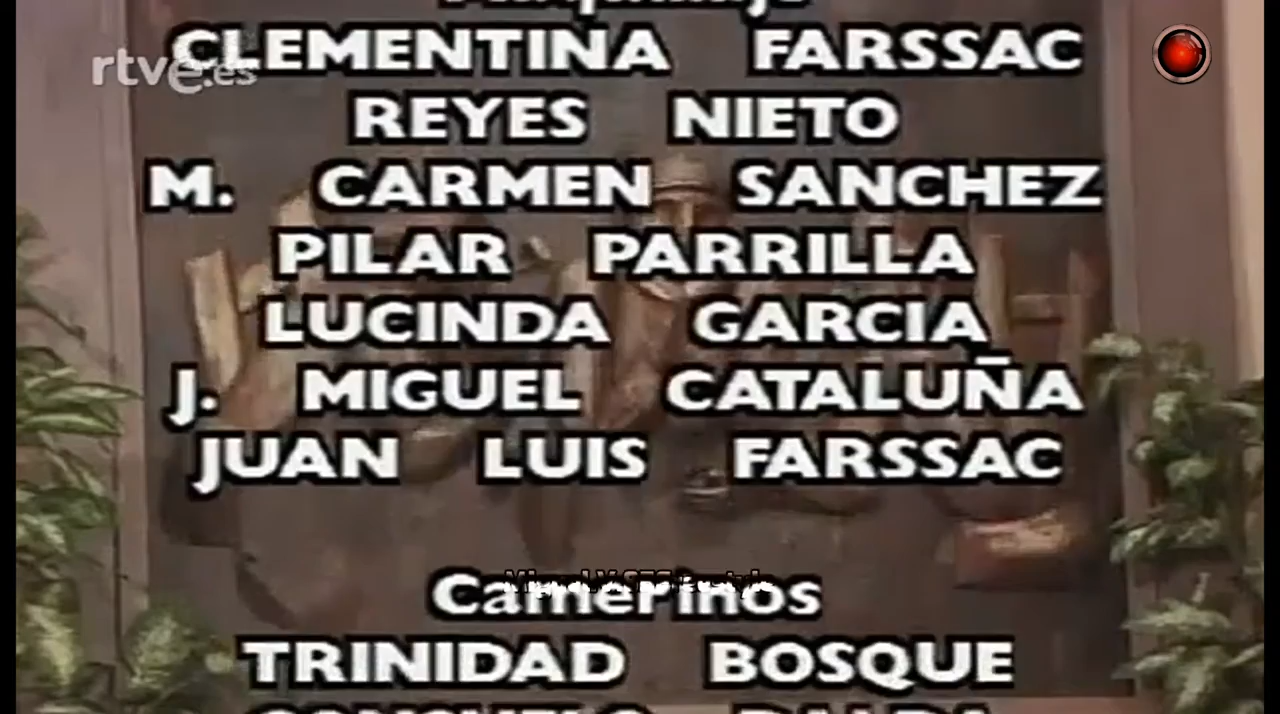 CLEMENTINA FARSSAC
rtve.es
REYES NIETO
M. CARMEN SANCHEZ
PILAR PARRILLA
LUCINDA GARCIA
J. MIGUEL CATALUÑA
JUAN LUIS FARSSAC
Camerinos
TRINIDAD BOSQUE